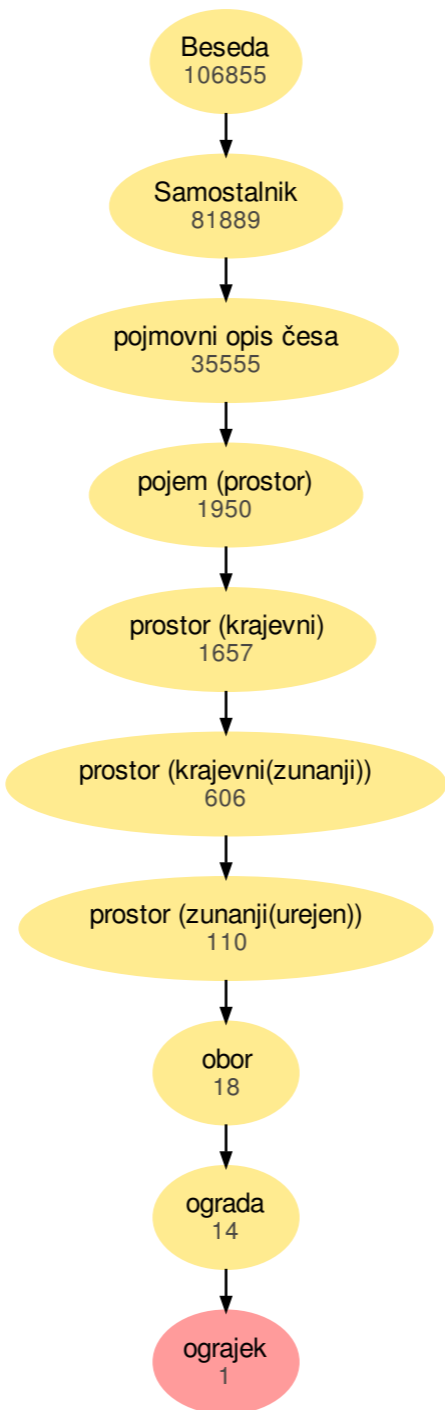 Beseda
106855
Samostalnik
81889
pojmovni opis česa
35555
pojem (prostor)
1950
prostor (krajevni)
1657
prostor (krajevni(zunanji))
606
prostor (zunanji(urejen))
110
obor
18
ograda
14
ograjek
1